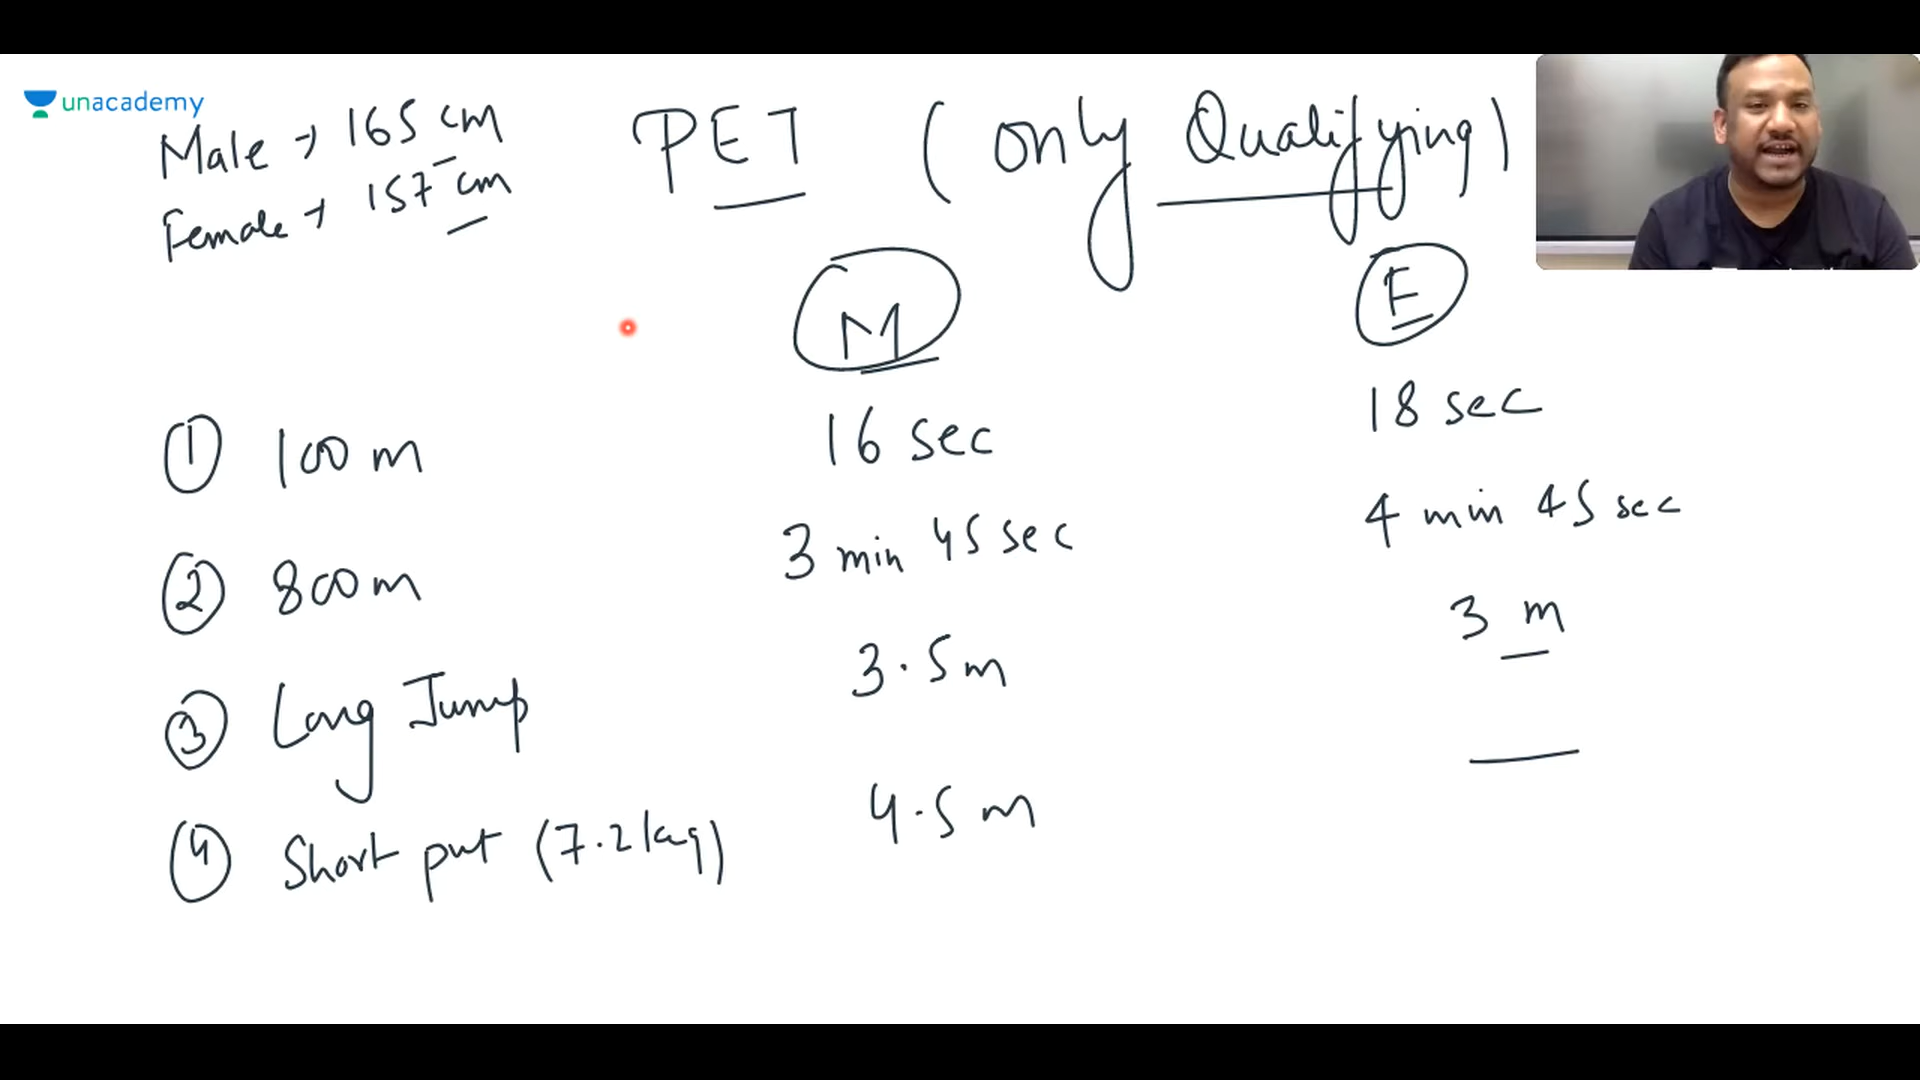 unacademy
Male → 165 cm
Female → 157 cm
PET (only Qualifying)
M F
① 100 m 16 sec 18 sec
② 800 m 3 min 45 sec 4 min 45 sec
③ Long Jump 3.5 m 3 m
④ Short put (7.2 kg) 4.5 m —